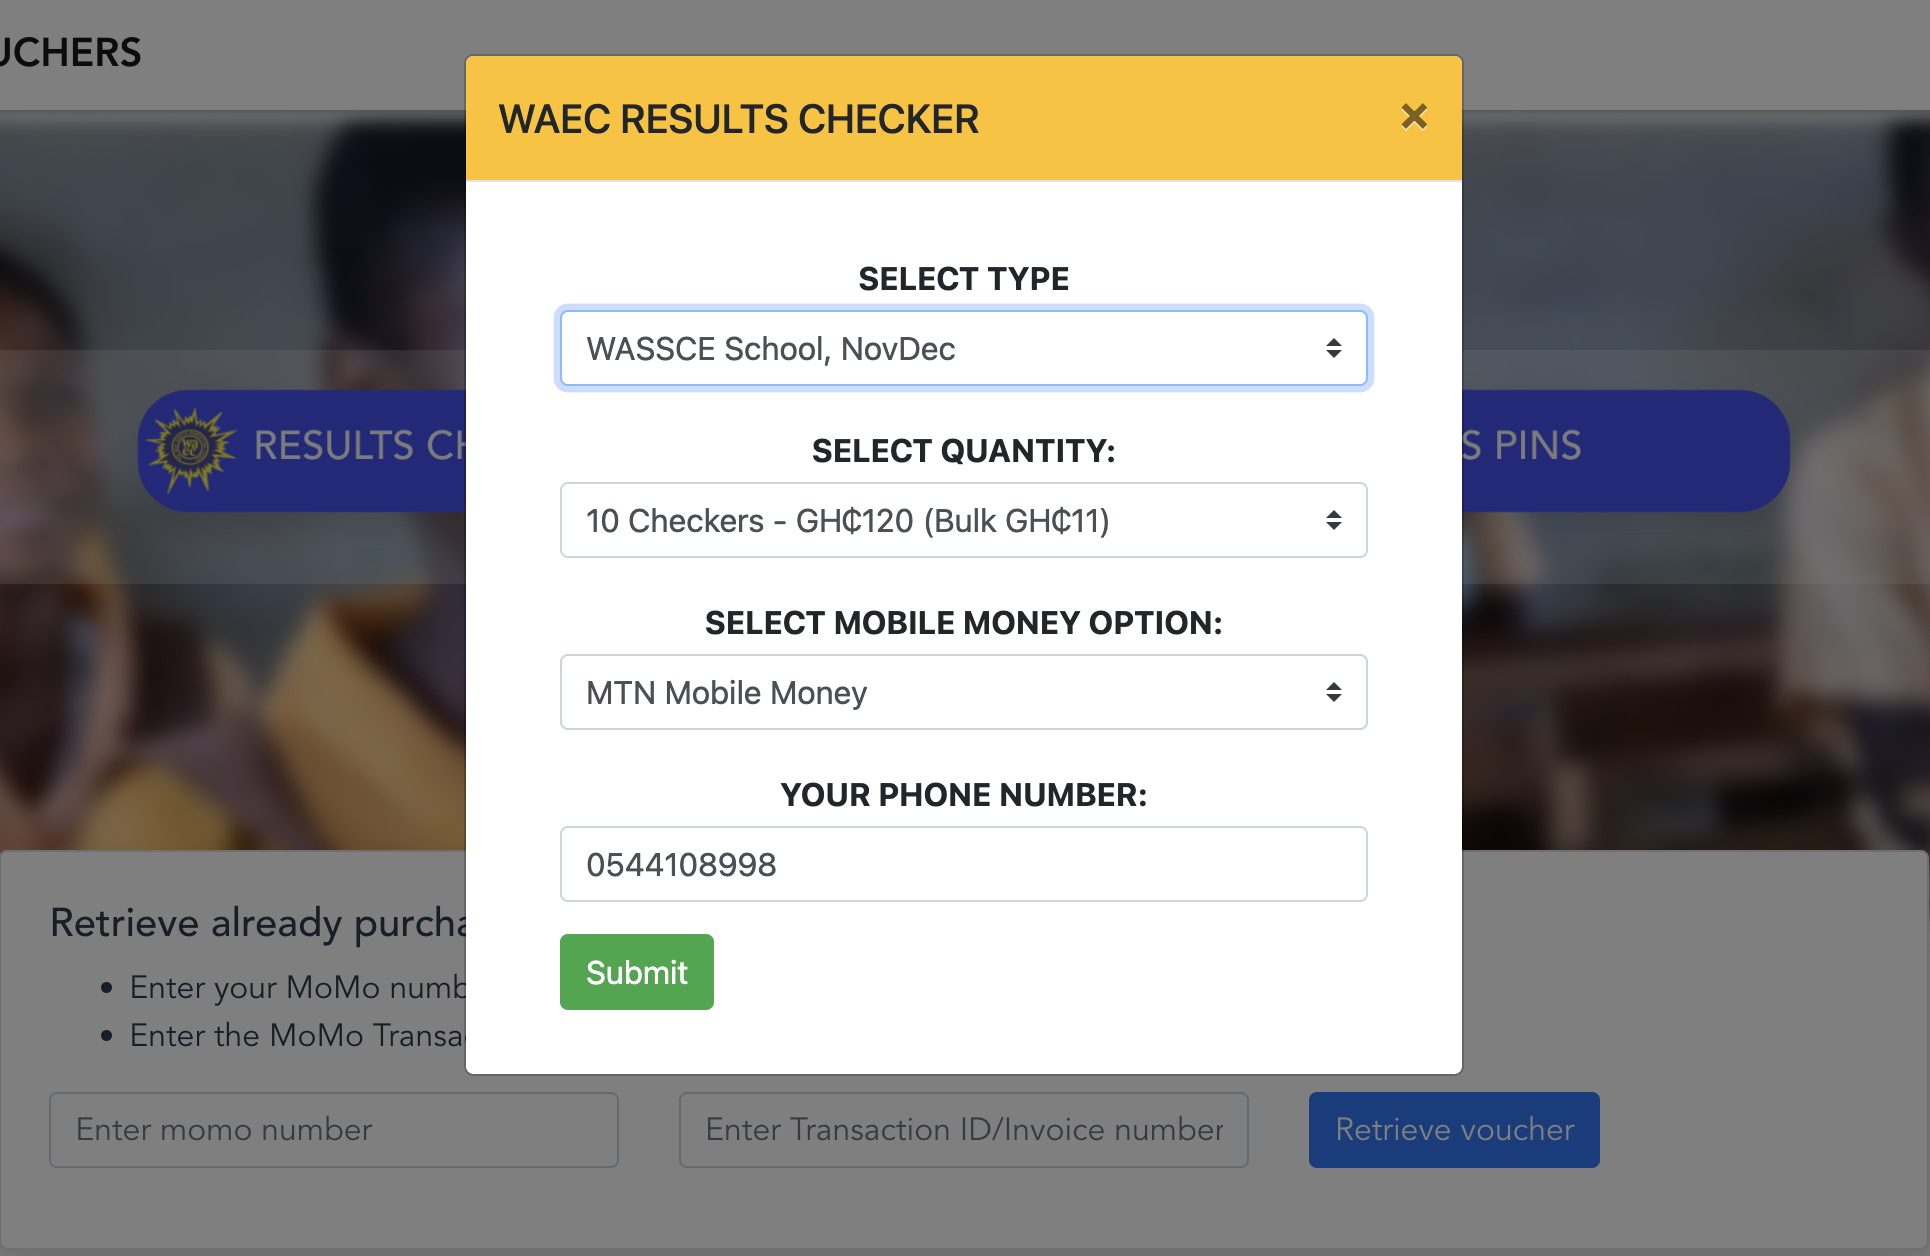 UCHERS
WAEC RESULTS CHECKER
×
SELECT TYPE
WASSCE School, NovDec
SELECT QUANTITY:
10 Checkers - GH₵120 (Bulk GH₵11)
SELECT MOBILE MONEY OPTION:
MTN Mobile Money
YOUR PHONE NUMBER:
0544108998
Submit
RESULTS CH
S PINS
Retrieve already purcha
• Enter your MoMo numb
• Enter the MoMo Transac
Enter momo number
Enter Transaction ID/Invoice number
Retrieve voucher